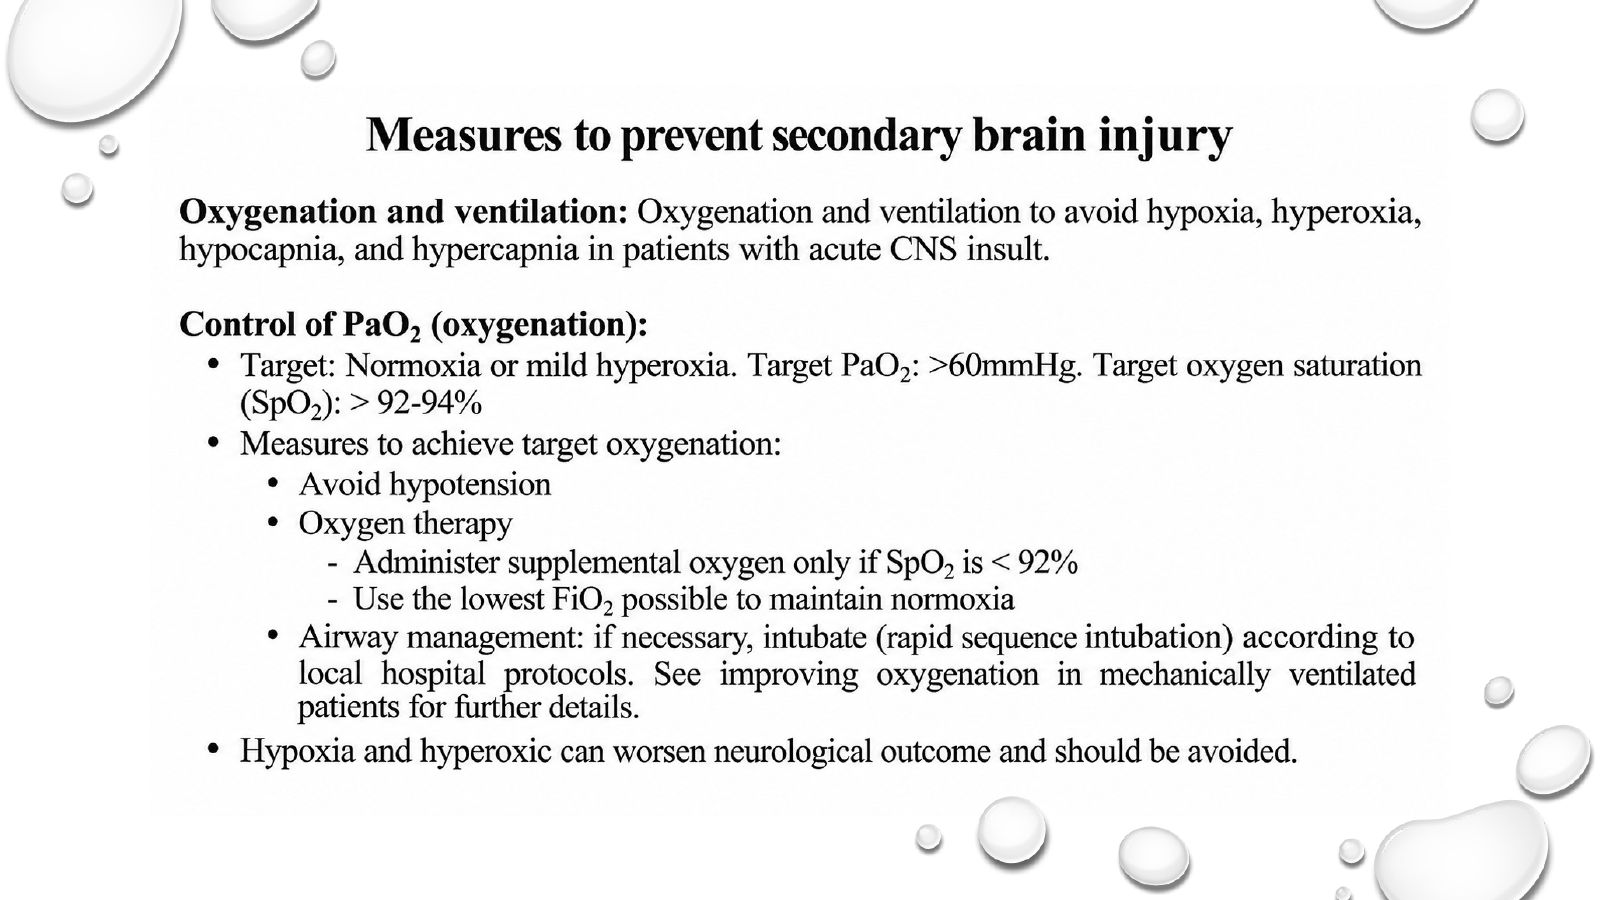 Measures to prevent secondary brain injury
Oxygenation and ventilation: Oxygenation and ventilation to avoid hypoxia, hyperoxia,
hypocapnia, and hypercapnia in patients with acute CNS insult.
Control of PaO₂ (oxygenation):
• Target: Normoxia or mild hyperoxia. Target PaO₂: >60mmHg. Target oxygen saturation
(SpO₂): > 92-94%
• Measures to achieve target oxygenation:
• Avoid hypotension
• Oxygen therapy
- Administer supplemental oxygen only if SpO₂ is < 92%
- Use the lowest FiO₂ possible to maintain normoxia
• Airway management: if necessary, intubate (rapid sequence intubation) according to
local hospital protocols. See improving oxygenation in mechanically ventilated
patients for further details.
• Hypoxia and hyperoxic can worsen neurological outcome and should be avoided.